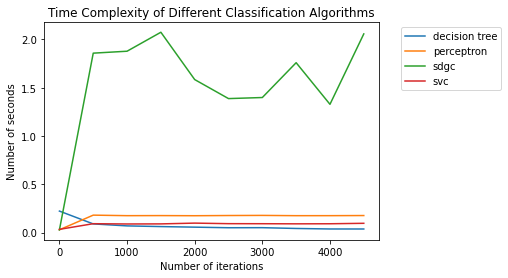 Time Complexity of Different Classification Algorithms
decision tree
perceptron
sdgc
svc
2.0
1.5
1.0
0.5
0.0
Number of seconds
0
1000
2000
3000
4000
Number of iterations